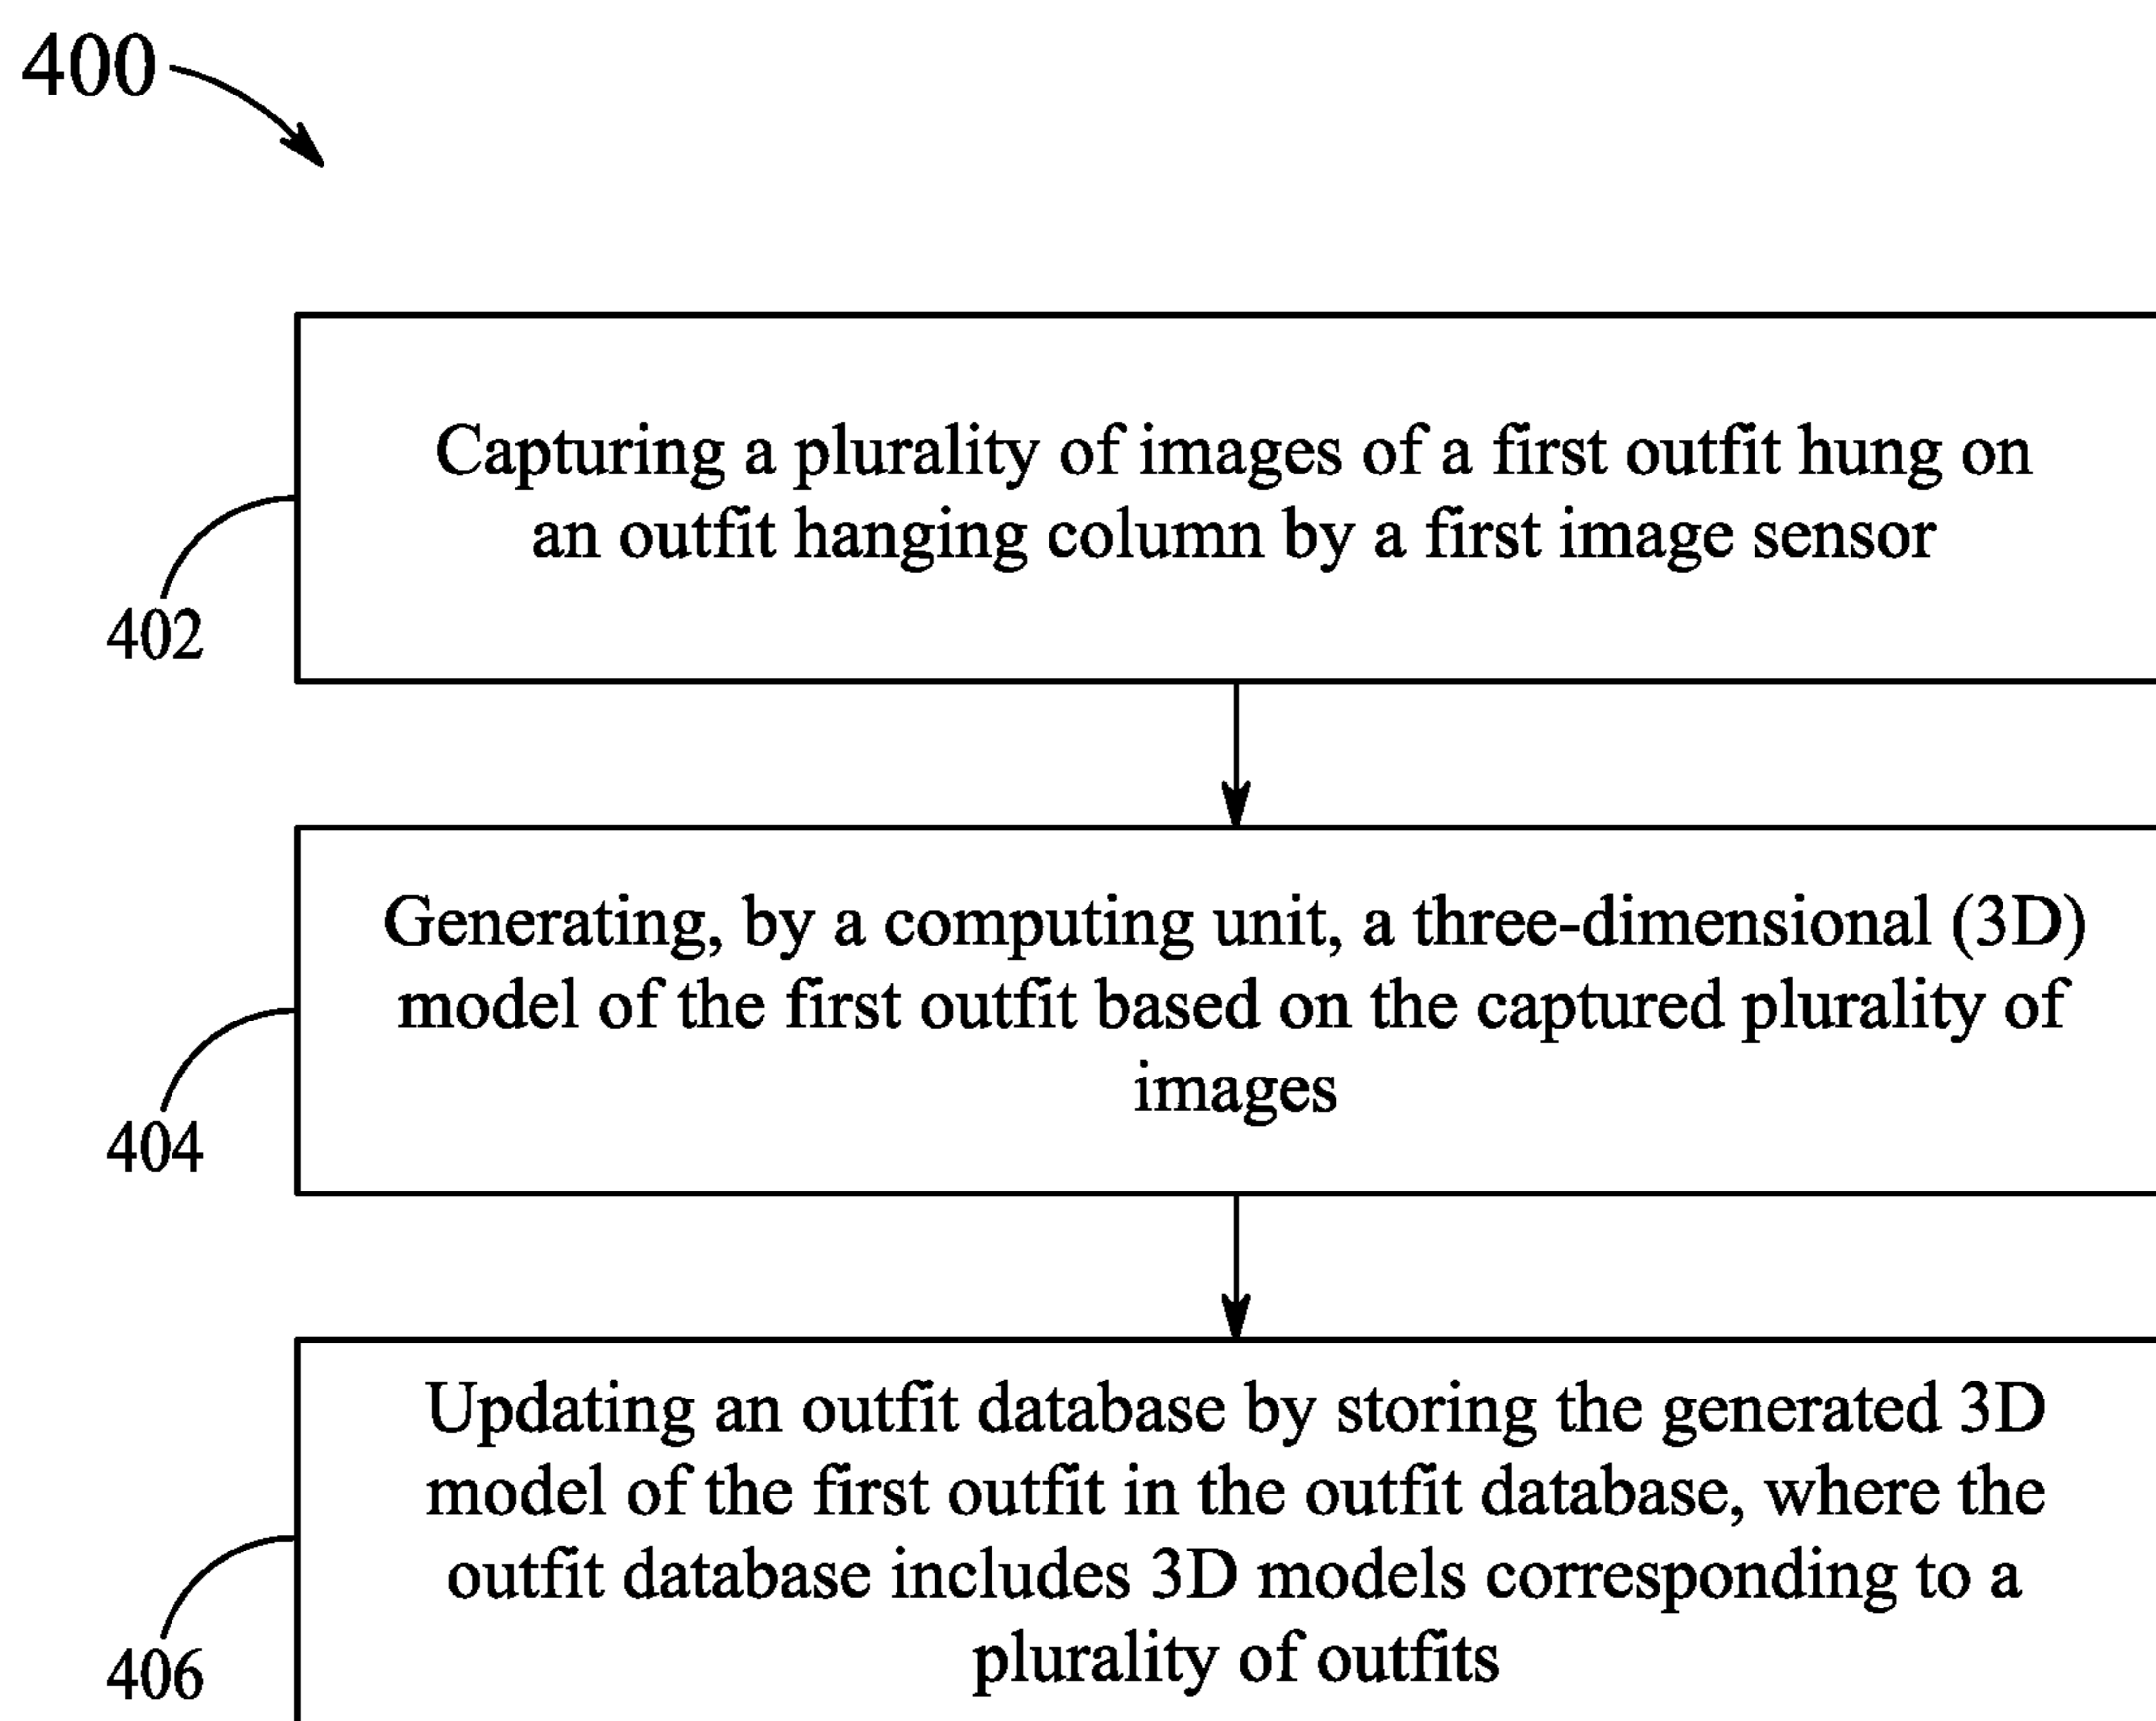 400
Capturing a plurality of images of a first outfit hung on
an outfit hanging column by a first image sensor
402
Generating, by a computing unit, a three-dimensional (3D)
model of the first outfit based on the captured plurality of
images
404
Updating an outfit database by storing the generated 3D
model of the first outfit in the outfit database, where the
outfit database includes 3D models corresponding to a
plurality of outfits
406